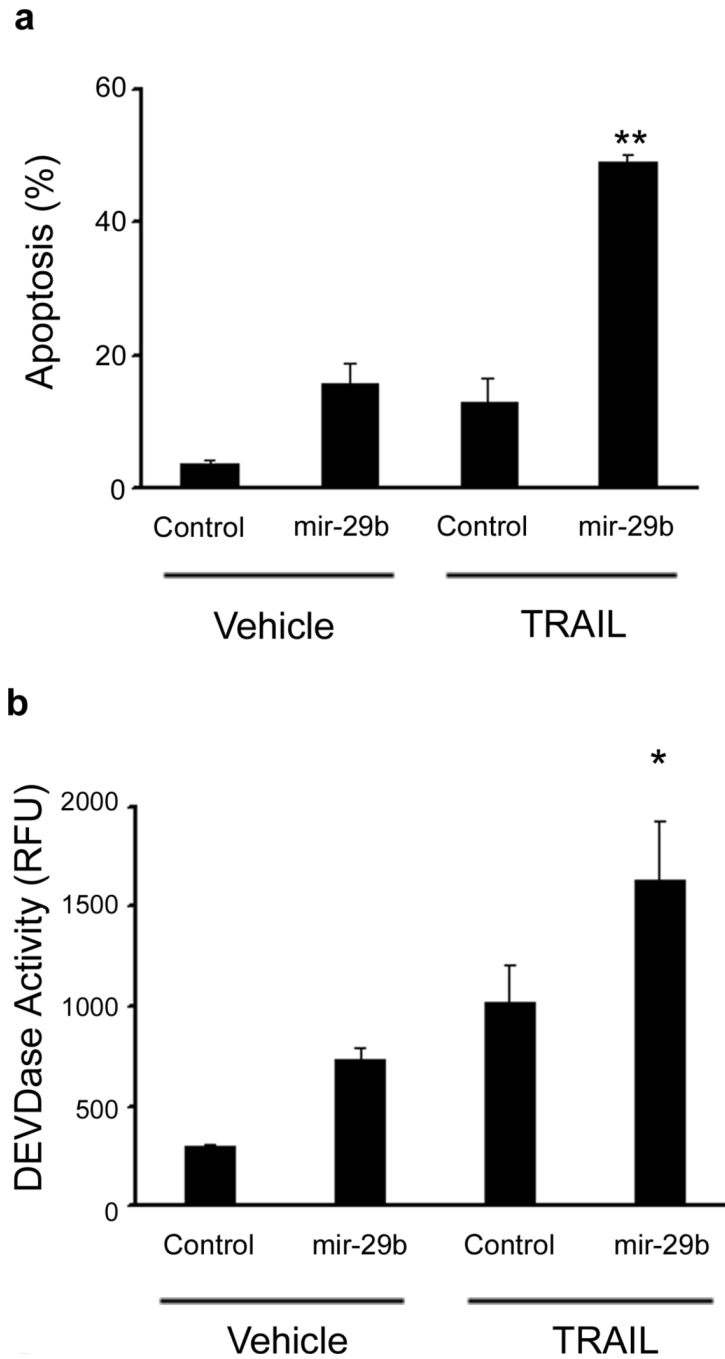 a
60
40
20
0
Apoptosis (%)
**
Control mir-29b Control mir-29b
Vehicle TRAIL
b
2000
1500
1000
500
0
DEVDase Activity (RFU)
*
Control mir-29b Control mir-29b
Vehicle TRAIL